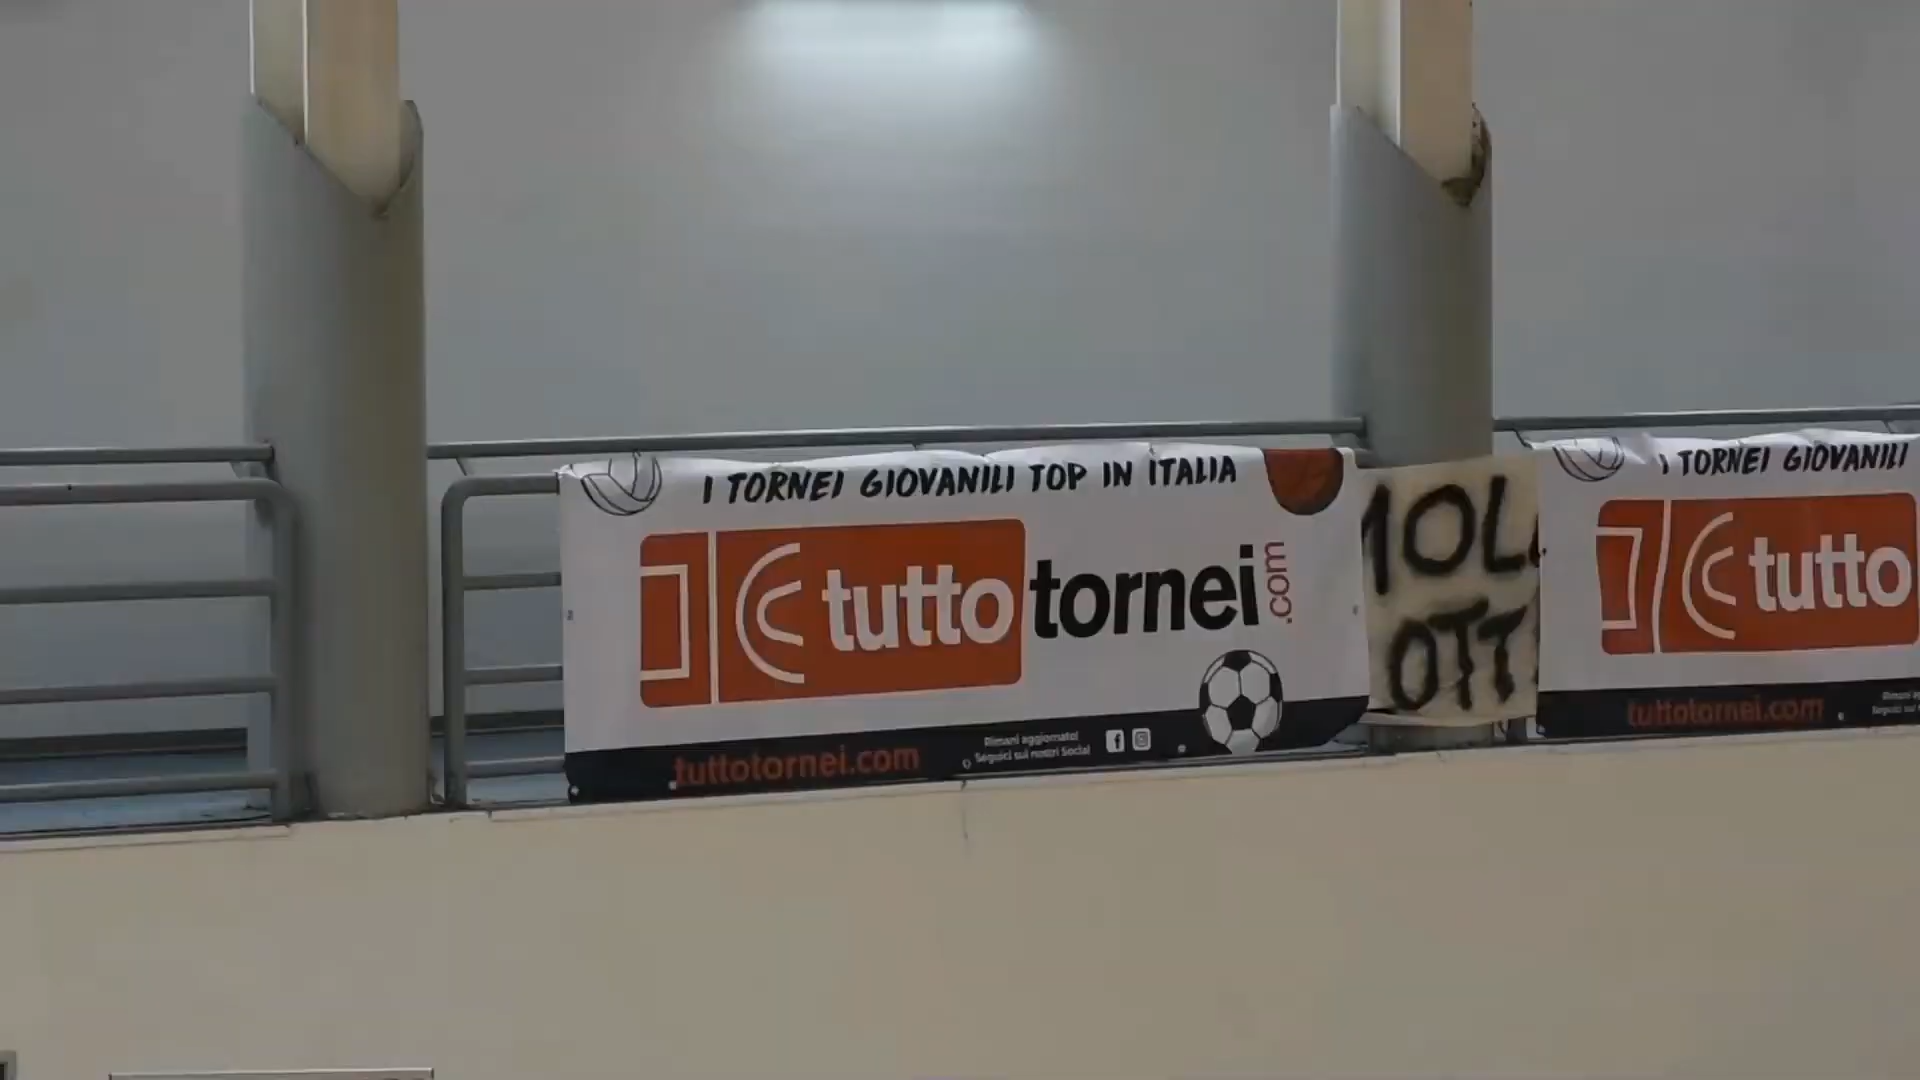 I TORNEI GIOVANILI TOP IN ITALIA
tuttotornei.com
tuttotornei.com
Rimani aggiornato!
Seguici sui nostri Social
OTT
I TORNEI GIOVANILI
tutto
tuttotornei.com